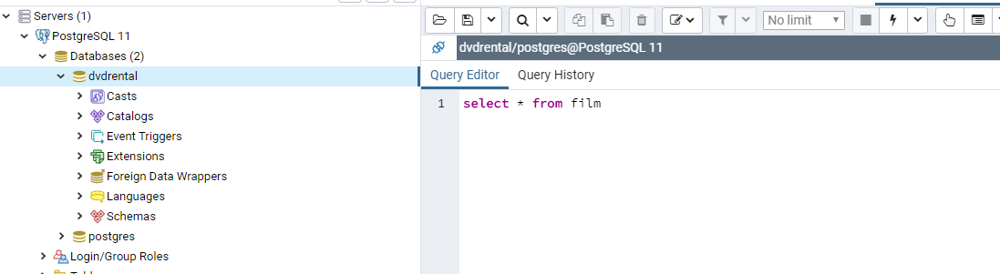 Servers (1)
PostgreSQL 11
Databases (2)
dvdrental
Casts
Catalogs
Event Triggers
Extensions
Foreign Data Wrappers
Languages
Schemas
postgres
Login/Group Roles
No limit
dvdrental/postgres@PostgreSQL 11
Query Editor Query History
1 select * from film